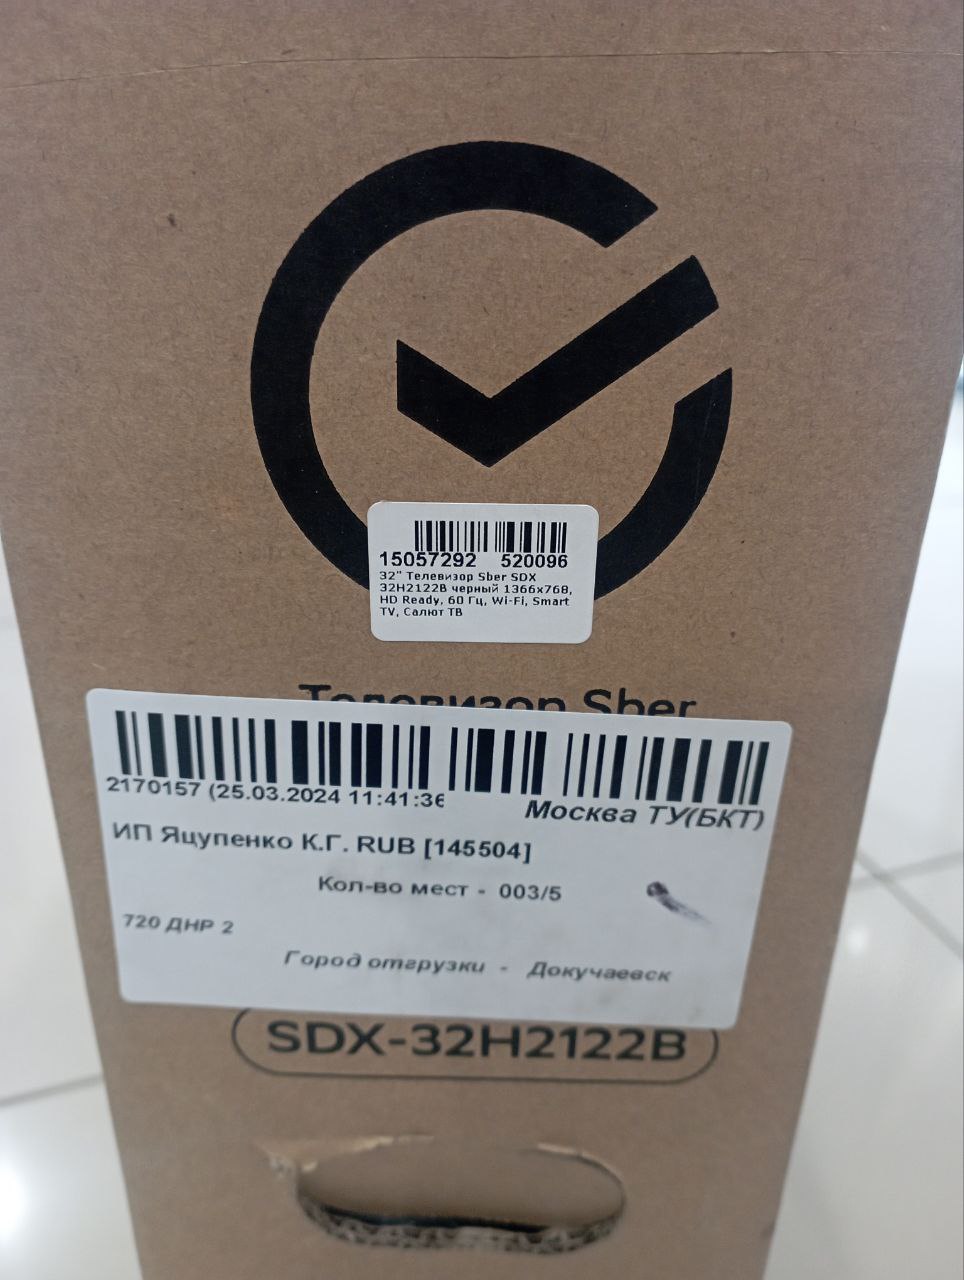 15057292 520096
32" Телевизор Sber SDX
32H2122B черный 1366x768,
HD Ready, 60 Гц, Wi-Fi, Smart
TV, Салют ТВ
Телевизор Sber
2170157 (25.03.2024 11:41:36
Москва ТУ(БКТ)
ИП Яцупенко К.Г. RUB [145504]
Кол-во мест - 003/5
720 ДНР 2
Город отгрузки - Докучаевск
SDX-32H2122B